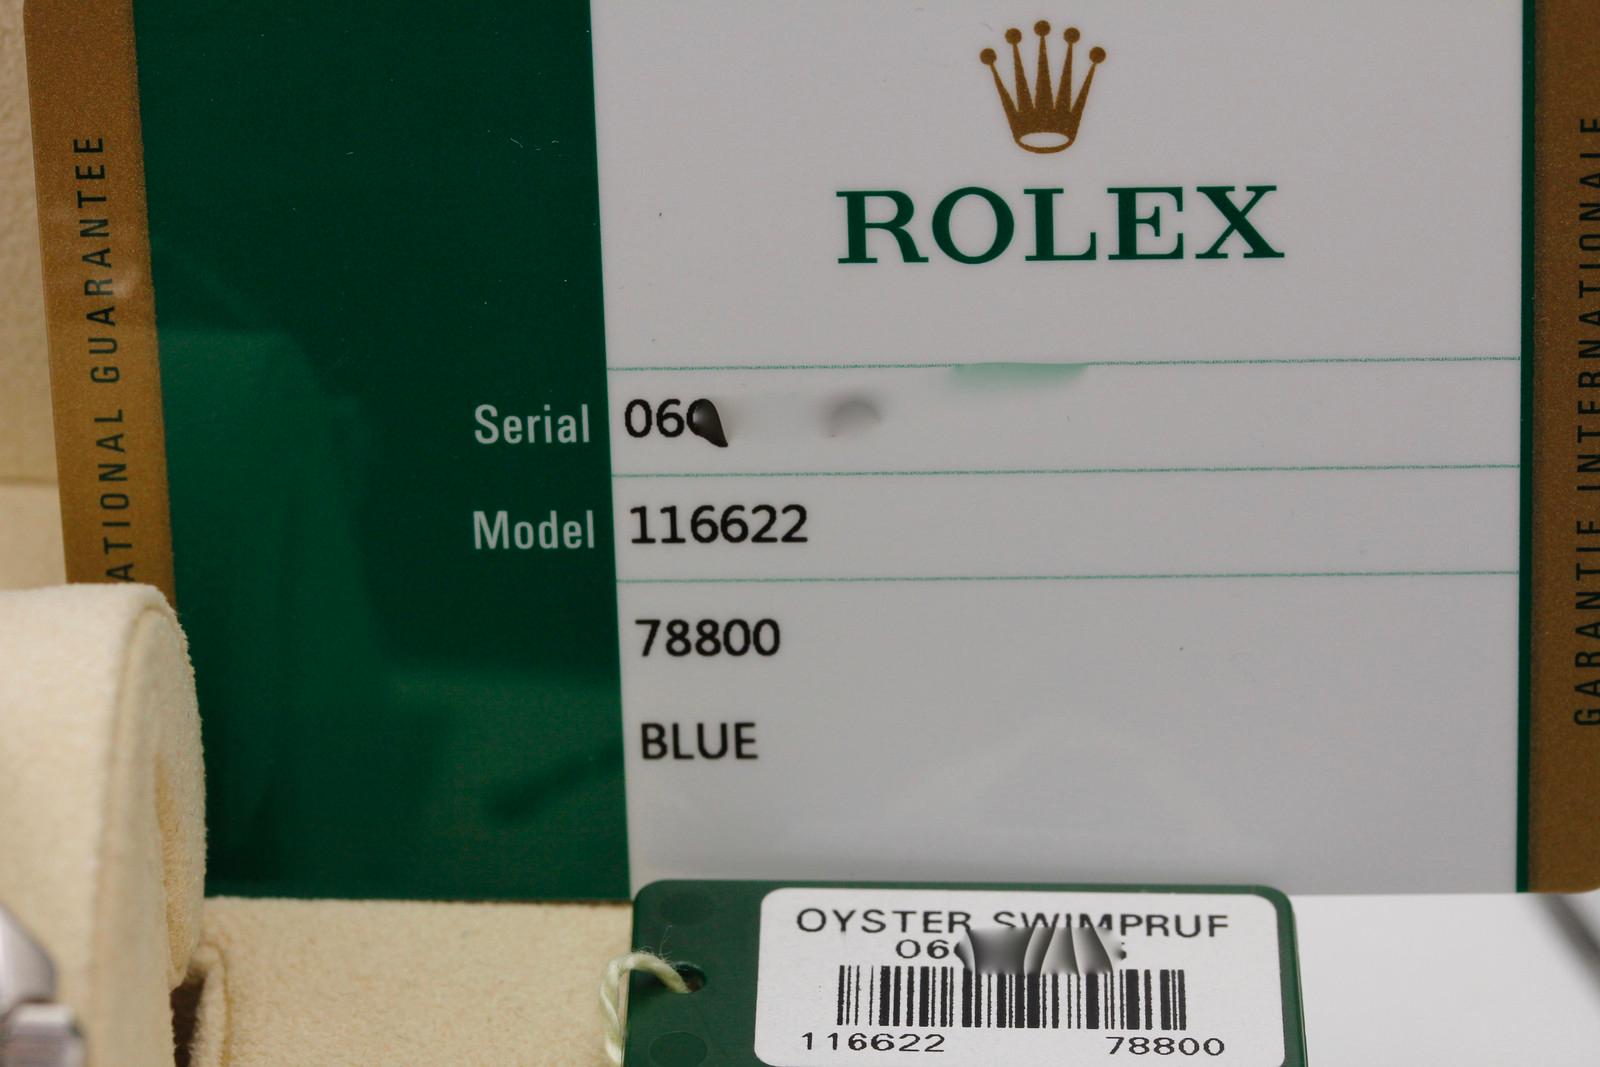 ATIONAL GUARANTEE
ROLEX
GARANTIE INTERNATIONALE
Serial 06
Model 116622
78800
BLUE
OYSTER SWIMPRUF
06
116622 78800